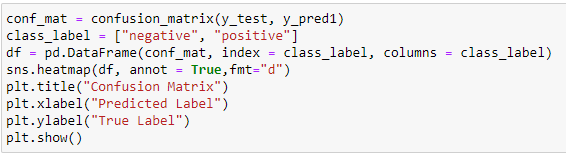 conf_mat = confusion_matrix(y_test, y_pred1)
class_label = ["negative", "positive"]
df = pd.DataFrame(conf_mat, index = class_label, columns = class_label)
sns.heatmap(df, annot = True,fmt="d")
plt.title("Confusion Matrix")
plt.xlabel("Predicted Label")
plt.ylabel("True Label")
plt.show()